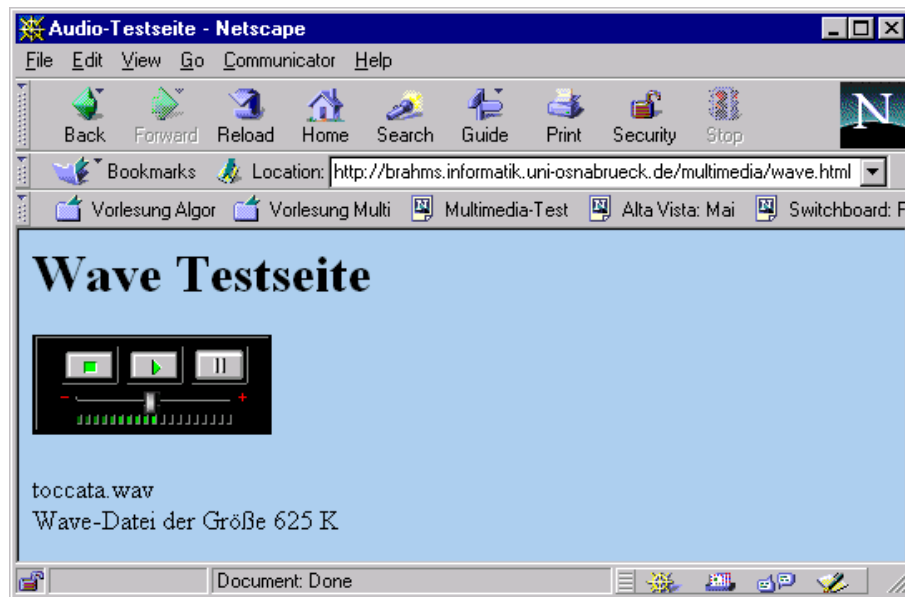 Audio-Testseite - Netscape
File Edit View Go Communicator Help
Back Forward Reload Home Search Guide Print Security Stop
N
Bookmarks Location: http://brahms.informatik.uni-osnabrueck.de/multimedia/wave.html
Vorlesung Algor Vorlesung Multi Multimedia-Test Alta Vista: Mai Switchboard: F
Wave Testseite
- +
toccata.wav
Wave-Datei der Größe 625 K
Document: Done